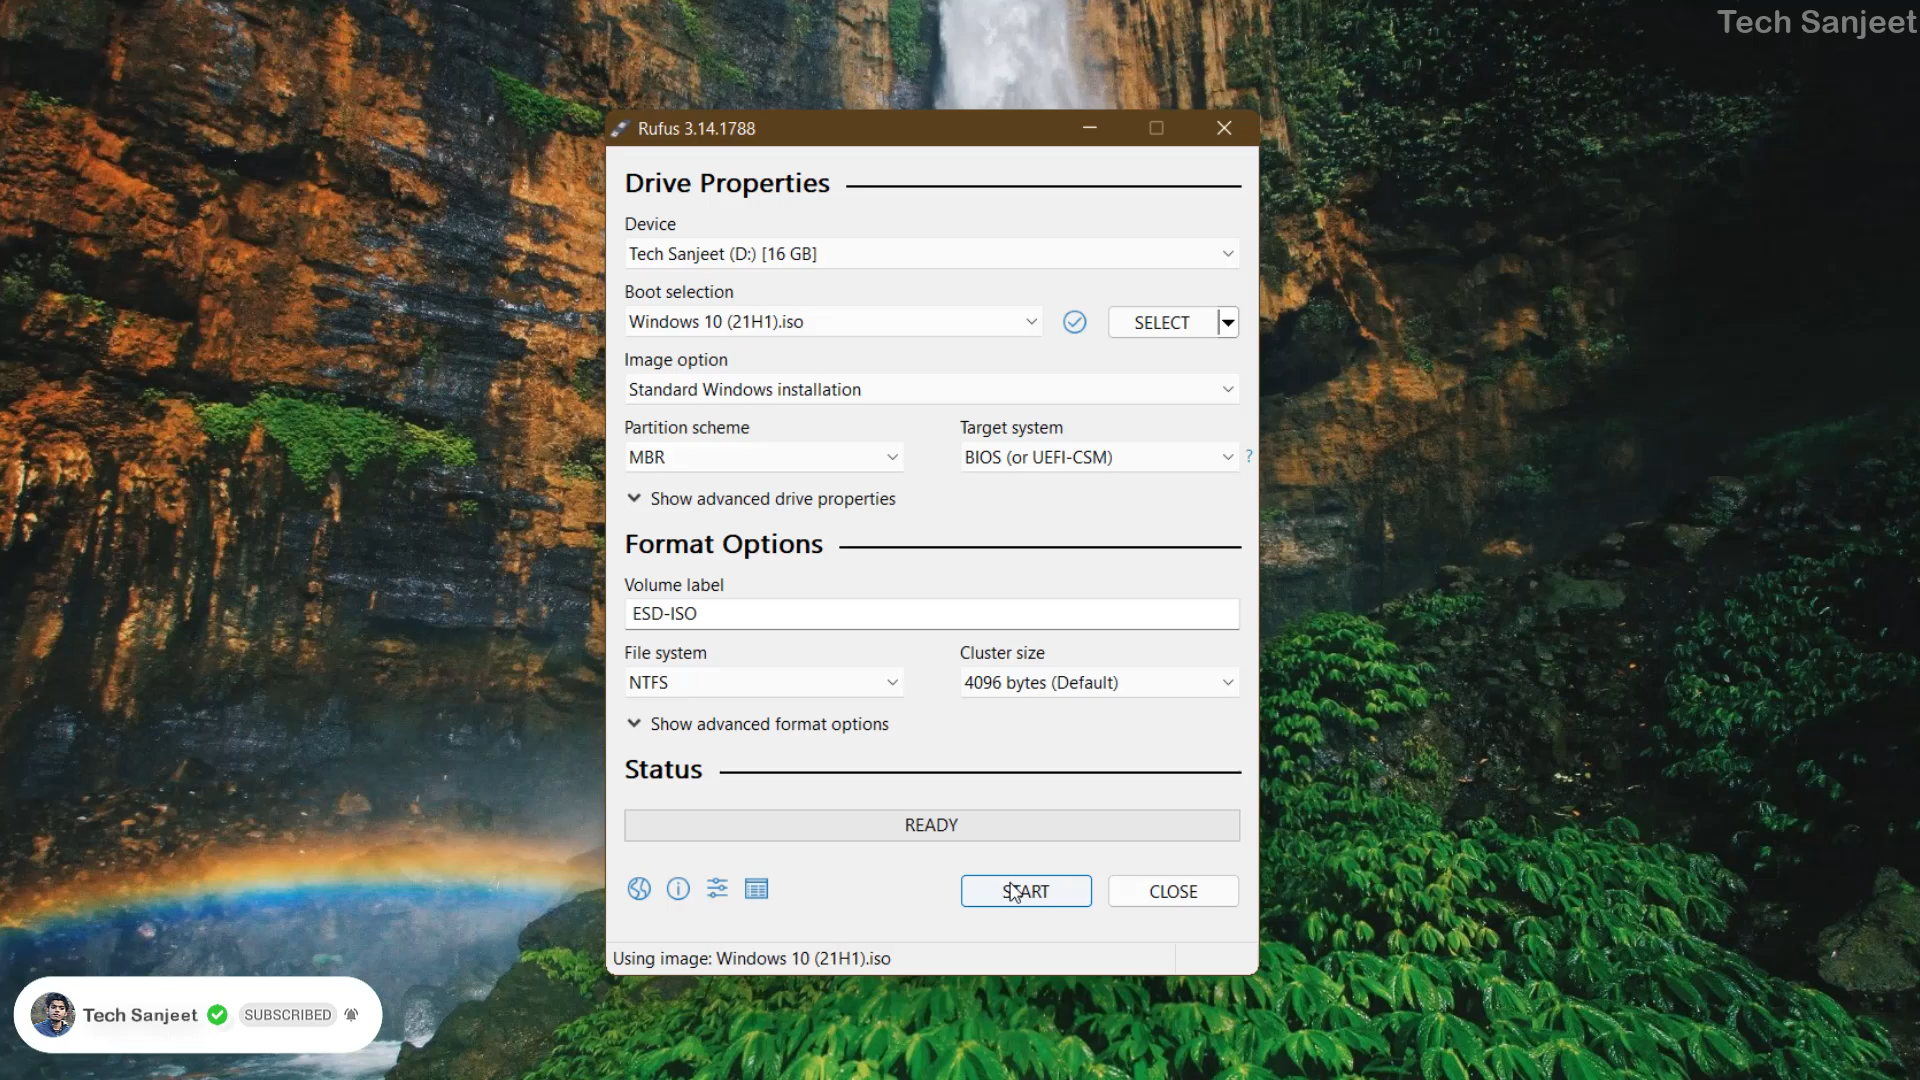 Tech Sanjeet
Rufus 3.14.1788
Drive Properties
Device
Tech Sanjeet (D:) [16 GB]
Boot selection
Windows 10 (21H1).iso
SELECT
Image option
Standard Windows installation
Partition scheme
Target system
MBR
BIOS (or UEFI-CSM)
?
Show advanced drive properties
Format Options
Volume label
ESD-ISO
File system
Cluster size
NTFS
4096 bytes (Default)
Show advanced format options
Status
READY
START
CLOSE
Using image: Windows 10 (21H1).iso
Tech Sanjeet
SUBSCRIBED